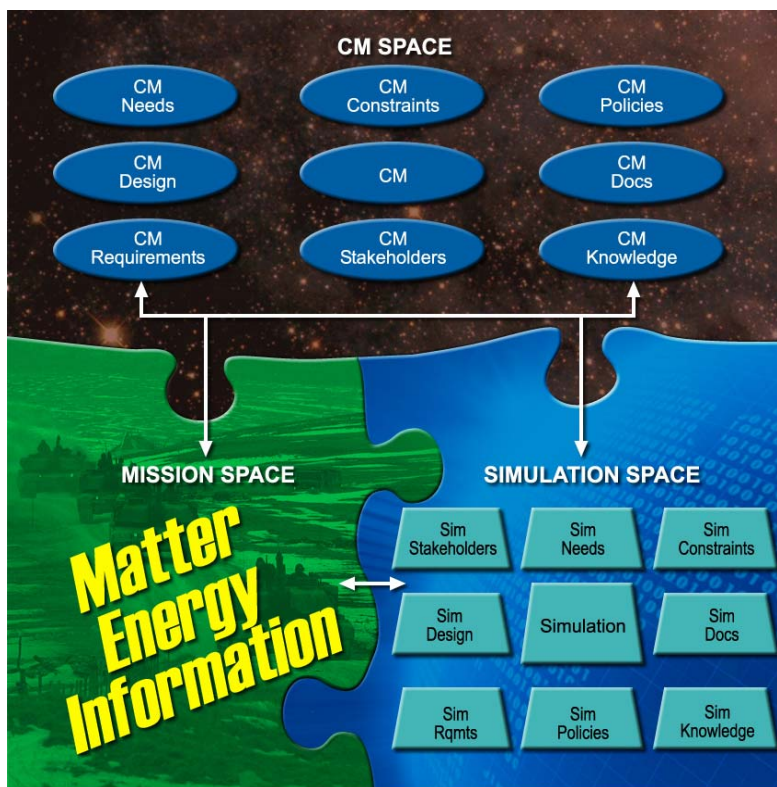 CM SPACE
CM
Needs
CM
Constraints
CM
Policies
CM
Design
CM
CM
Docs
CM
Requirements
CM
Stakeholders
CM
Knowledge
MISSION SPACE
Matter
Energy
Information
SIMULATION SPACE
Sim
Stakeholders
Sim
Needs
Sim
Constraints
Sim
Design
Simulation
Sim
Docs
Sim
Rqmts
Sim
Policies
Sim
Knowledge